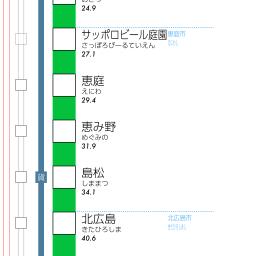 24.9
サッポロビール庭園
さっぽろびーるていえん
27.1
恵庭市
恵庭
えにわ
29.4
恵み野
めぐみの
31.9
島松
しままつ
34.1
北広島
きたひろしま
40.6
北広島市